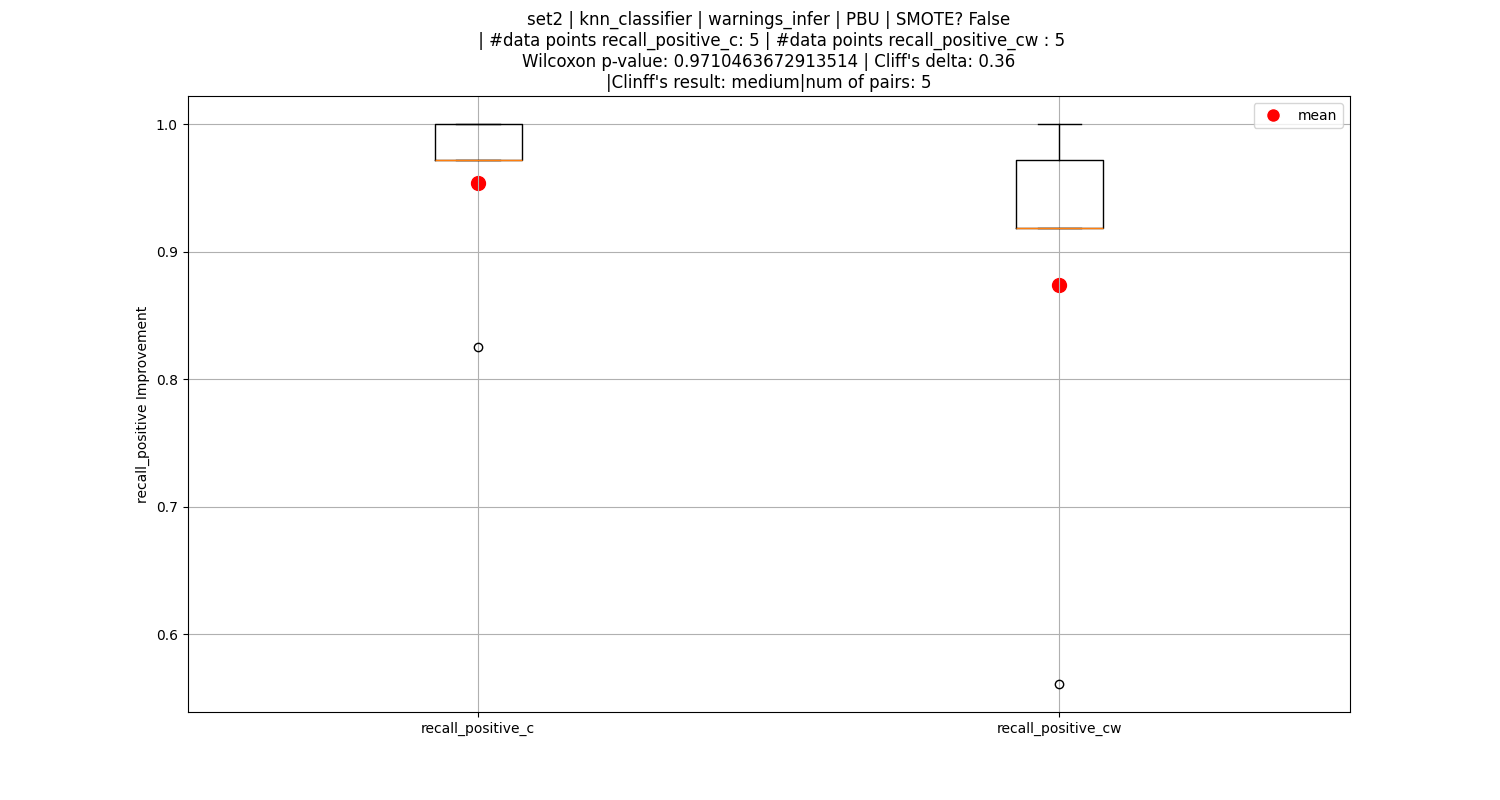 set2 | knn_classifier | warnings_infer | PBU | SMOTE? False
| #data points recall_positive_c: 5 | #data points recall_positive_cw : 5
Wilcoxon p-value: 0.9710463672913514 | Cliff's delta: 0.36
|Clinff's result: medium|num of pairs: 5
mean
1.0
0.9
0.8
0.7
0.6
recall_positive Improvement
recall_positive_c
recall_positive_cw